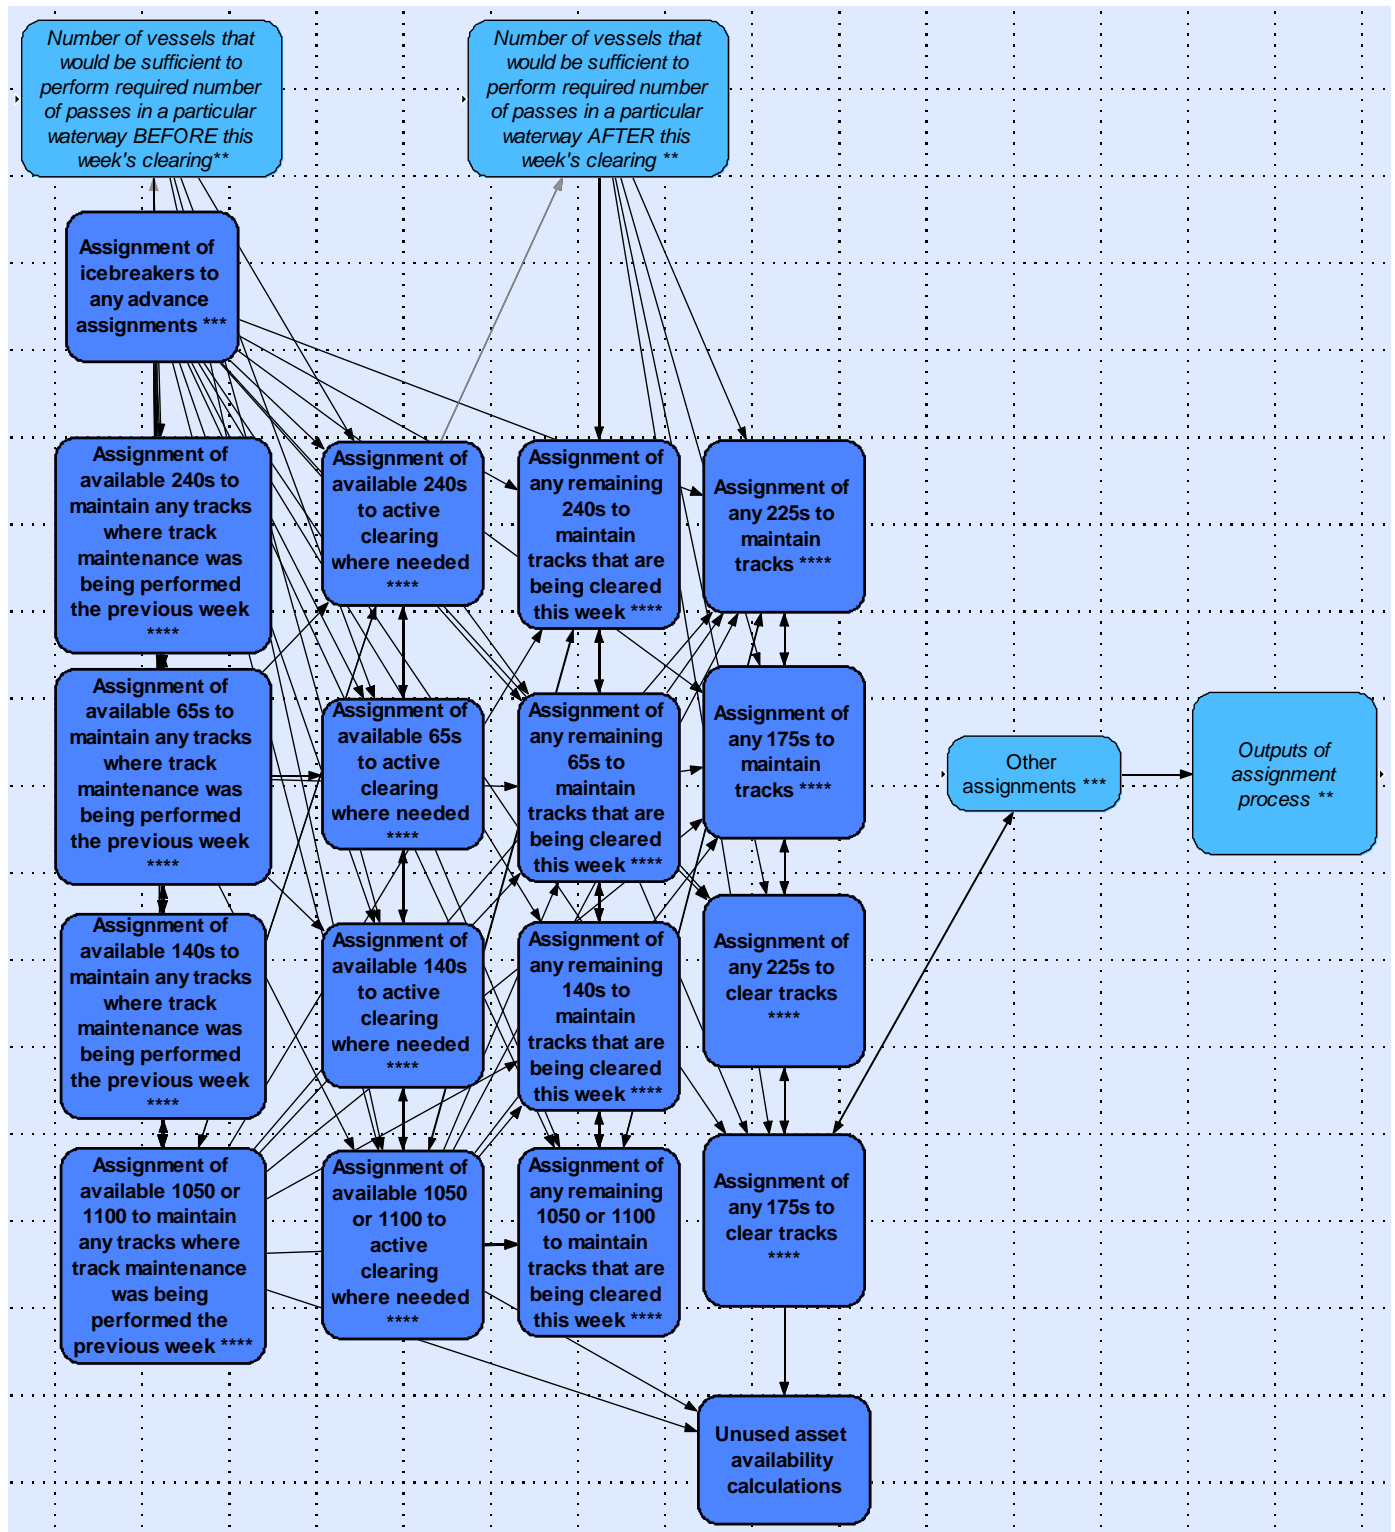 Number of vessels that
would be sufficient to
perform required number
of passes in a particular
waterway BEFORE this
week's clearing**
Number of vessels that
would be sufficient to
perform required number
of passes in a particular
waterway AFTER this
week's clearing **
Assignment of
icebreakers to
any advance
assignments ***
Assignment of
available 240s to
maintain any tracks
where track
maintenance was
being performed
the previous week
****
Assignment of
available 240s
to active
clearing
where needed
****
Assignment of
any remaining
240s to
maintain
tracks that are
being cleared
this week ****
Assignment of
any 225s to
maintain
tracks ****
Assignment of
available 65s to
maintain any tracks
where track
maintenance was
being performed
the previous week
****
Assignment of
available 65s
to active
clearing
where needed
****
Assignment of
any remaining
65s to
maintain
tracks that are
being cleared
this week ****
Assignment of
any 175s to
maintain
tracks ****
Other
assignments ***
Outputs of
assignment
process **
Assignment of
available 140s to
maintain any tracks
where track
maintenance was
being performed
the previous week
****
Assignment of
available 140s
to active
clearing
where needed
****
Assignment of
any remaining
140s to
maintain
tracks that are
being cleared
this week ****
Assignment of
any 225s to
clear tracks
****
Assignment of
available 1050 or
1100 to maintain
any tracks where
track maintenance
was being
performed the
previous week ****
Assignment of
available 1050
or 1100 to
active
clearing
where needed
****
Assignment of
any remaining
1050 or 1100
to maintain
tracks that are
being cleared
this week ****
Assignment of
any 175s to
clear tracks
****
Unused asset
availability
calculations